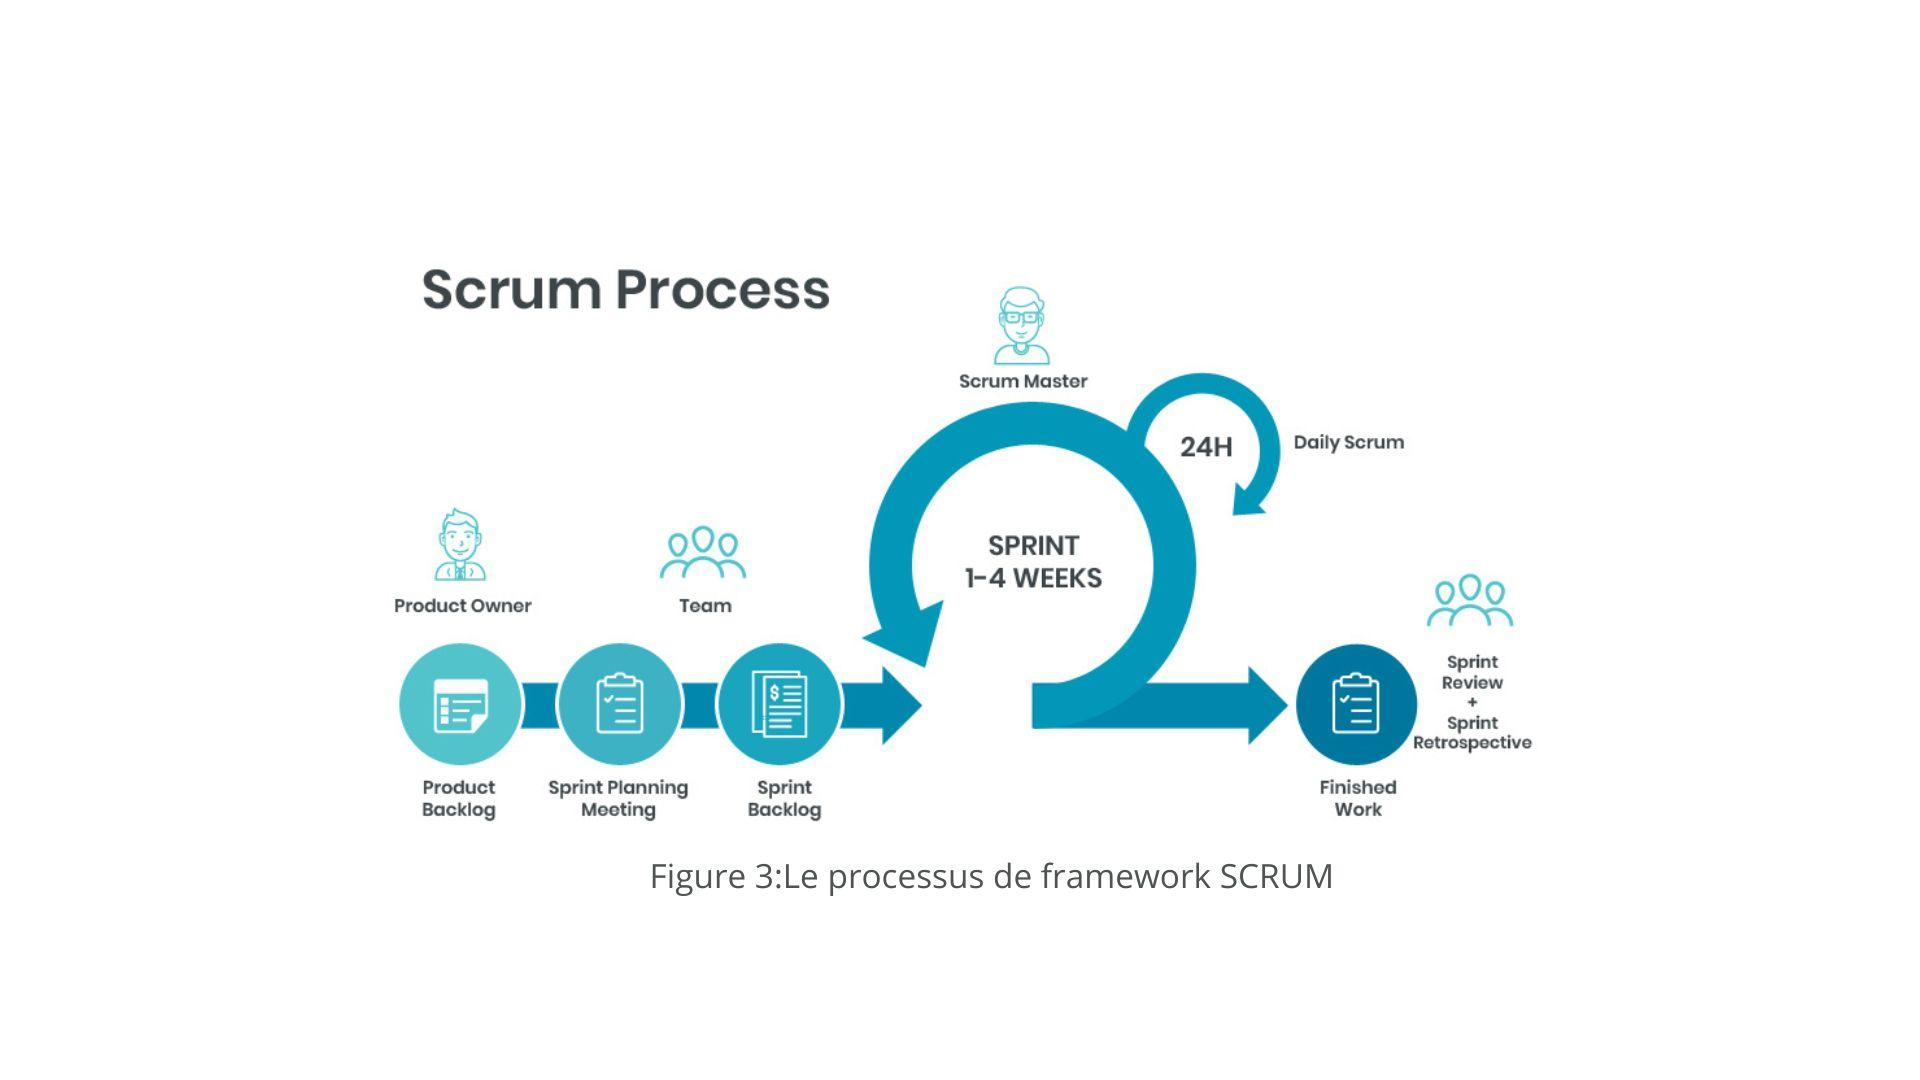 Scrum Process
Scrum Master
24H
Daily Scrum
SPRINT
1-4 WEEKS
Product Owner
Team
Sprint
Review
+
Sprint
Retrospective
$
Product
Backlog
Sprint Planning
Meeting
Sprint
Backlog
Finished
Work
Figure 3:Le processus de framework SCRUM